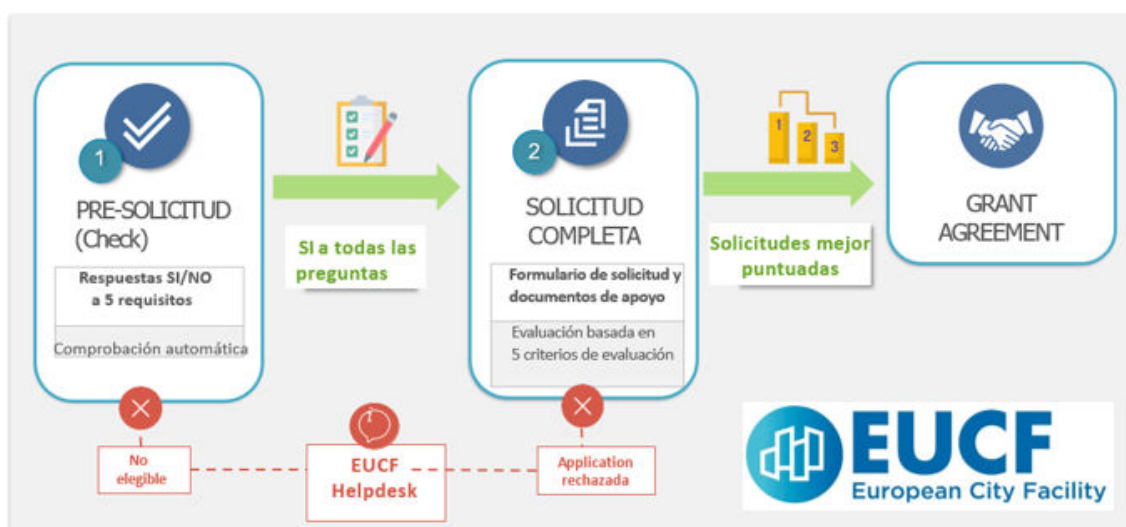 1
PRE-SOLICITUD
(Check)
Respuestas SI/NO
a 5 requisitos
Comprobación automática
SI a todas las
preguntas
2
SOLICITUD
COMPLETA
Formulario de solicitud y
documentos de apoyo
Evaluación basada en
5 criterios de evaluación
1
2
3
Solicitudes mejor
puntuadas
GRANT
AGREEMENT
No
elegible
EUCF
Helpdesk
Application
rechazada
EUCF
European City Facility